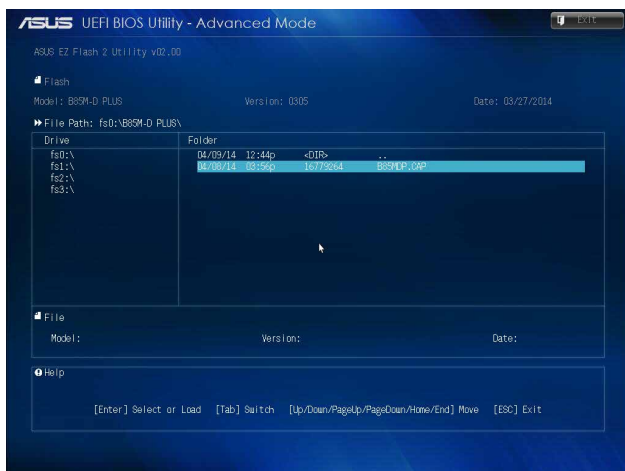 ASUS UEFI BIOS Utility - Advanced Mode
Exit
ASUS EZ Flash 2 Utility v02.00
Flash
Model: B85M-D PLUS Version: 0305 Date: 03/27/2014
File Path: fs0:\B85M-D PLUS\
Drive Folder
fs0:\ 04/09/14 12:44p <DIR> ..
fs1:\ 04/08/14 03:56p 16779264 B85MDP.CAP
fs2:\
fs3:\
File
Model: Version: Date:
Help
[Enter] Select or Load [Tab] Switch [Up/Down/PageUp/PageDown/Home/End] Move [ESC] Exit